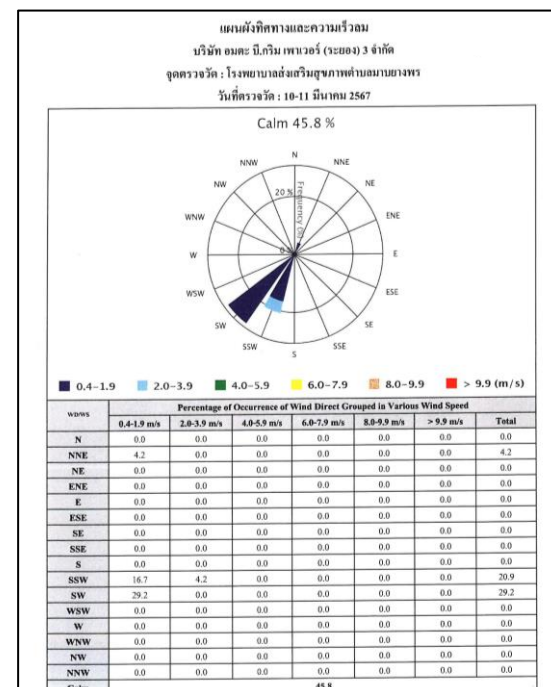 แผนผังทิศทางและความเร็วลม
บริษัท อมตะ บี.กริม เพาเวอร์ (ระยอง) 3 จำกัด
จุดตรวจวัด : โรงพยาบาลส่งเสริมสุขภาพตำบลมาบยางพร
วันที่ตรวจวัด : 10-11 มีนาคม 2567
Calm 45.8 %
N
NNW NNE
NW NE
20 %
Frequency (%)
WNW ENE
0 %
W E
WSW ESE
SW SE
SSW SSE
S
0.4-1.9 2.0-3.9 4.0-5.9 6.0-7.9 8.0-9.9 > 9.9 (m/s)
WD/WS Percentage of Occurrence of Wind Direct Grouped in Various Wind Speed
0.4-1.9 m/s 2.0-3.9 m/s 4.0-5.9 m/s 6.0-7.9 m/s 8.0-9.9 m/s > 9.9 m/s Total
N 0.0 0.0 0.0 0.0 0.0 0.0 0.0
NNE 4.2 0.0 0.0 0.0 0.0 0.0 4.2
NE 0.0 0.0 0.0 0.0 0.0 0.0 0.0
ENE 0.0 0.0 0.0 0.0 0.0 0.0 0.0
E 0.0 0.0 0.0 0.0 0.0 0.0 0.0
ESE 0.0 0.0 0.0 0.0 0.0 0.0 0.0
SE 0.0 0.0 0.0 0.0 0.0 0.0 0.0
SSE 0.0 0.0 0.0 0.0 0.0 0.0 0.0
S 0.0 0.0 0.0 0.0 0.0 0.0 0.0
SSW 16.7 4.2 0.0 0.0 0.0 0.0 20.9
SW 29.2 0.0 0.0 0.0 0.0 0.0 29.2
WSW 0.0 0.0 0.0 0.0 0.0 0.0 0.0
W 0.0 0.0 0.0 0.0 0.0 0.0 0.0
WNW 0.0 0.0 0.0 0.0 0.0 0.0 0.0
NW 0.0 0.0 0.0 0.0 0.0 0.0 0.0
NNW 0.0 0.0 0.0 0.0 0.0 0.0 0.0
Calm 45.8